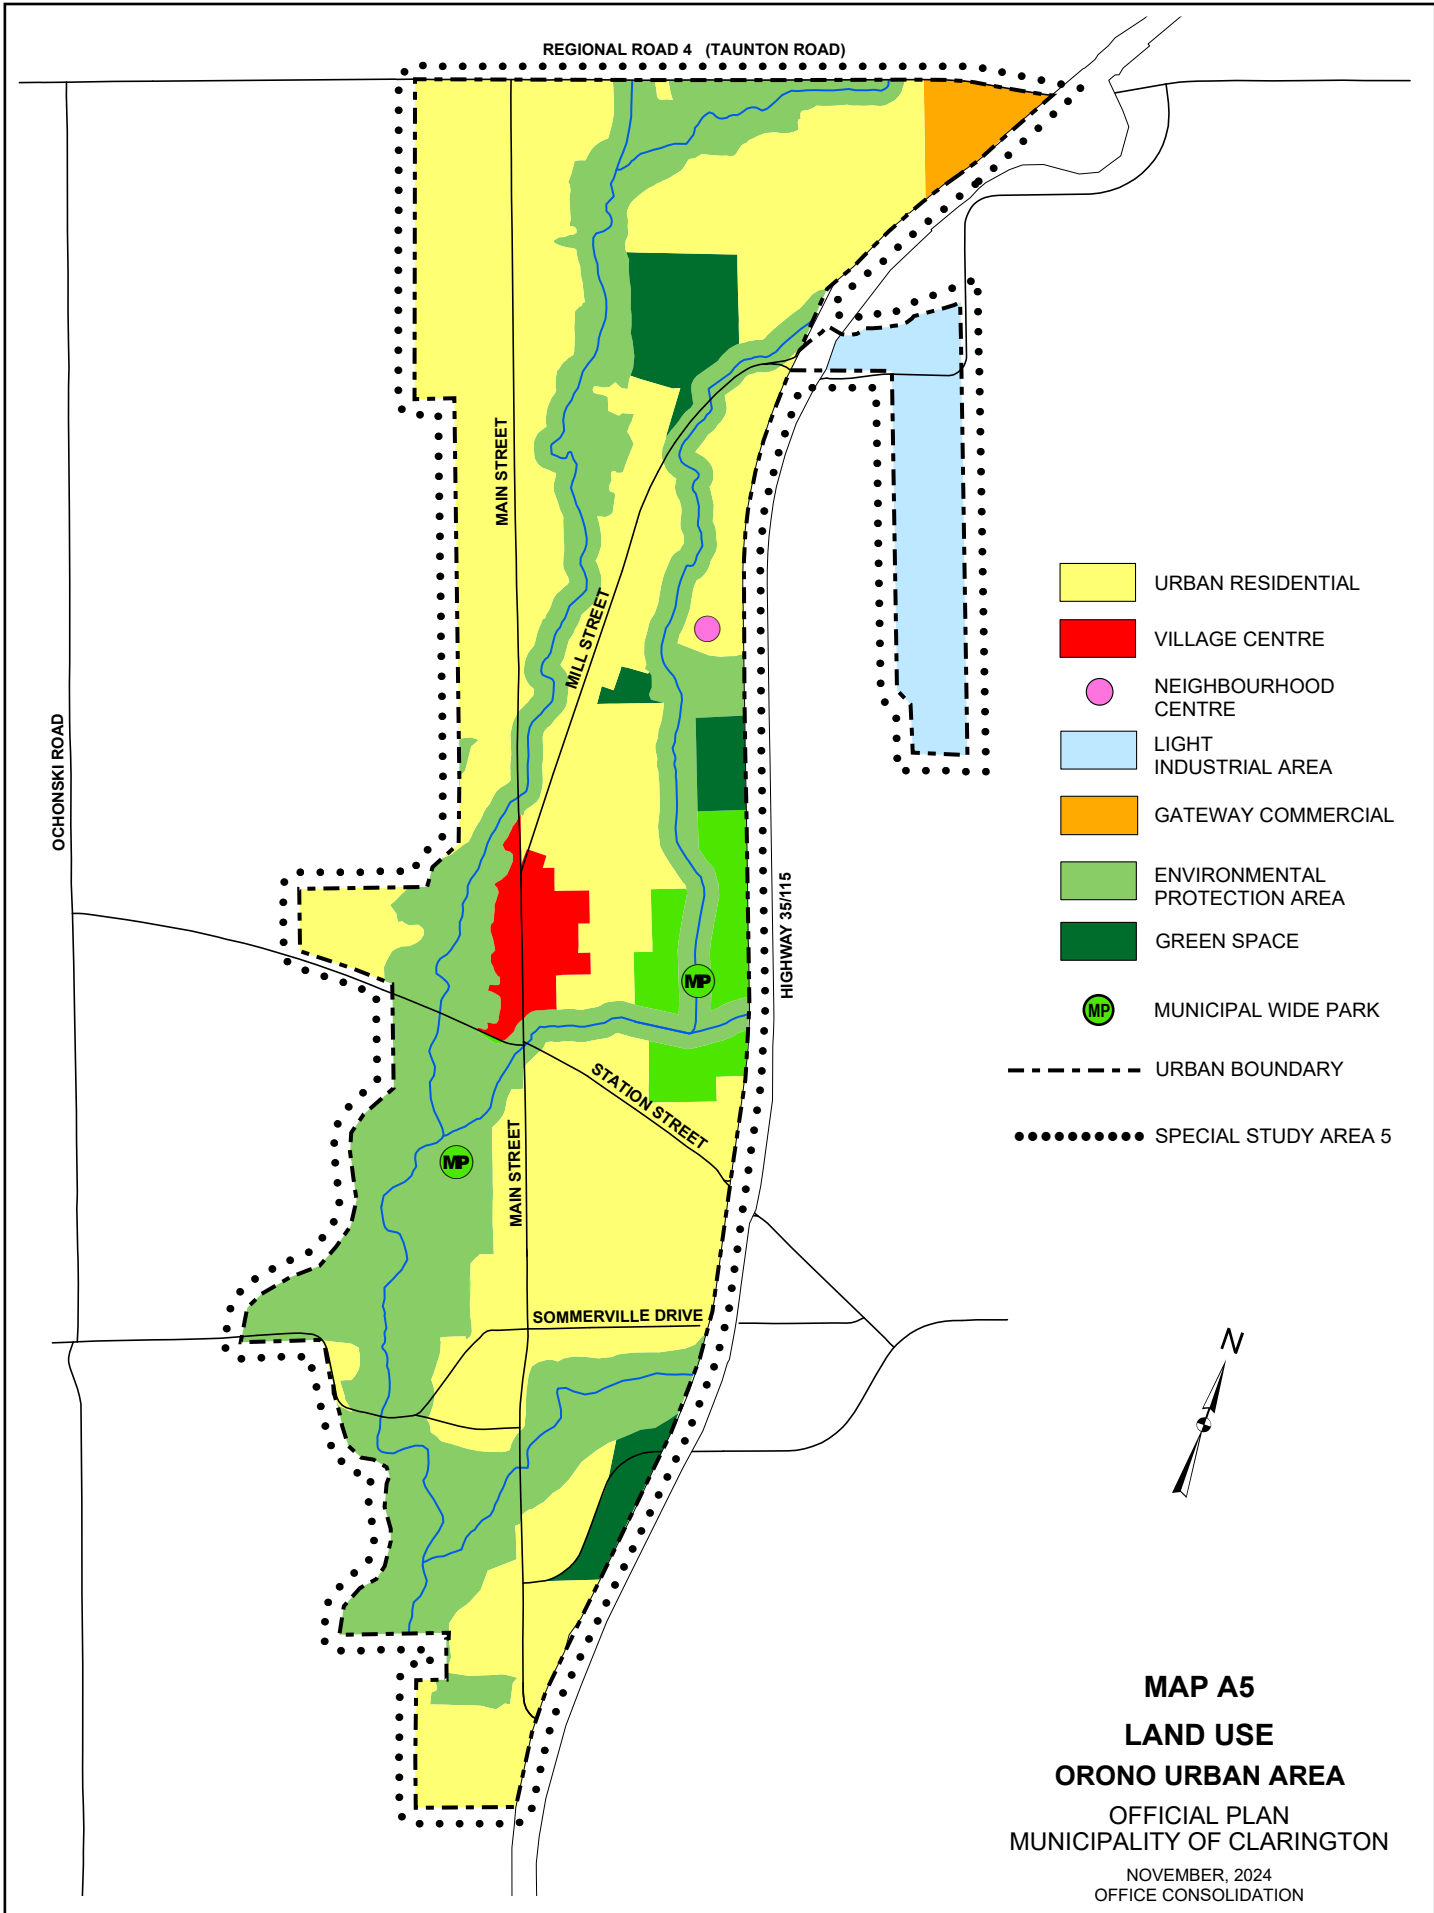 REGIONAL ROAD 4 (TAUNTON ROAD)
MAIN STREET
MILL STREET
OCHONSKI ROAD
HIGHWAY 35/115
MP
STATION STREET
MP
MAIN STREET
SOMMERVILLE DRIVE
URBAN RESIDENTIAL
VILLAGE CENTRE
NEIGHBOURHOOD
CENTRE
LIGHT
INDUSTRIAL AREA
GATEWAY COMMERCIAL
ENVIRONMENTAL
PROTECTION AREA
GREEN SPACE
MP MUNICIPAL WIDE PARK
URBAN BOUNDARY
SPECIAL STUDY AREA 5
N
MAP A5
LAND USE
ORONO URBAN AREA
OFFICIAL PLAN
MUNICIPALITY OF CLARINGTON
NOVEMBER, 2024
OFFICE CONSOLIDATION